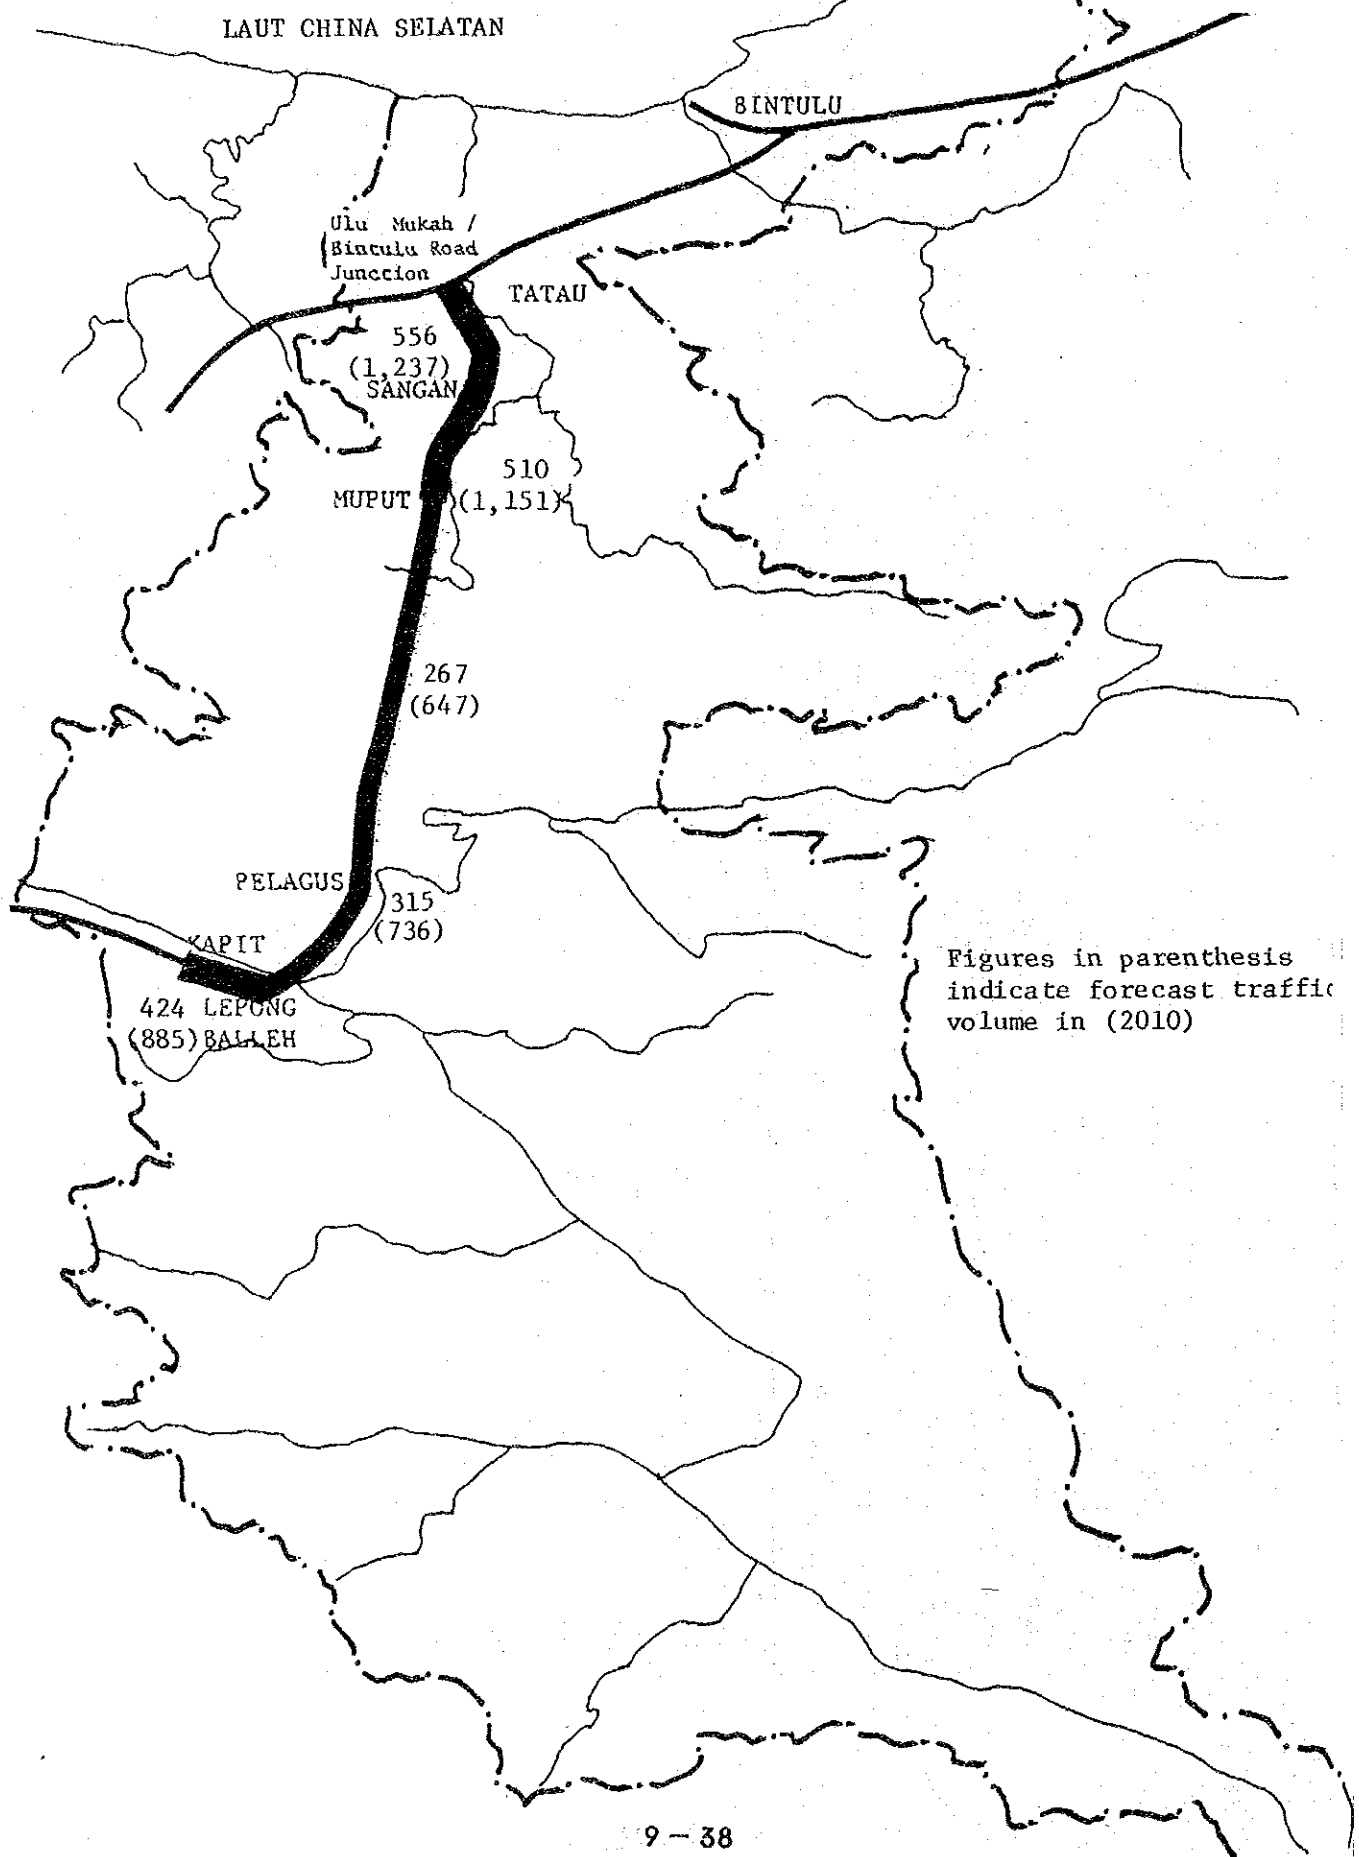 LAUT CHINA SELATAN
BINTULU
Ulu Mukah /
Bintulu Road
Junction
TATAU
556
(1,237)
SANGAN
510
MUPUT
(1,151)
267
(647)
PELAGUS
315
(736)
KAPIT
Figures in parenthesis
indicate forecast traffic
volume in (2010)
424 LEPONG
(885) BALLEH
9-38